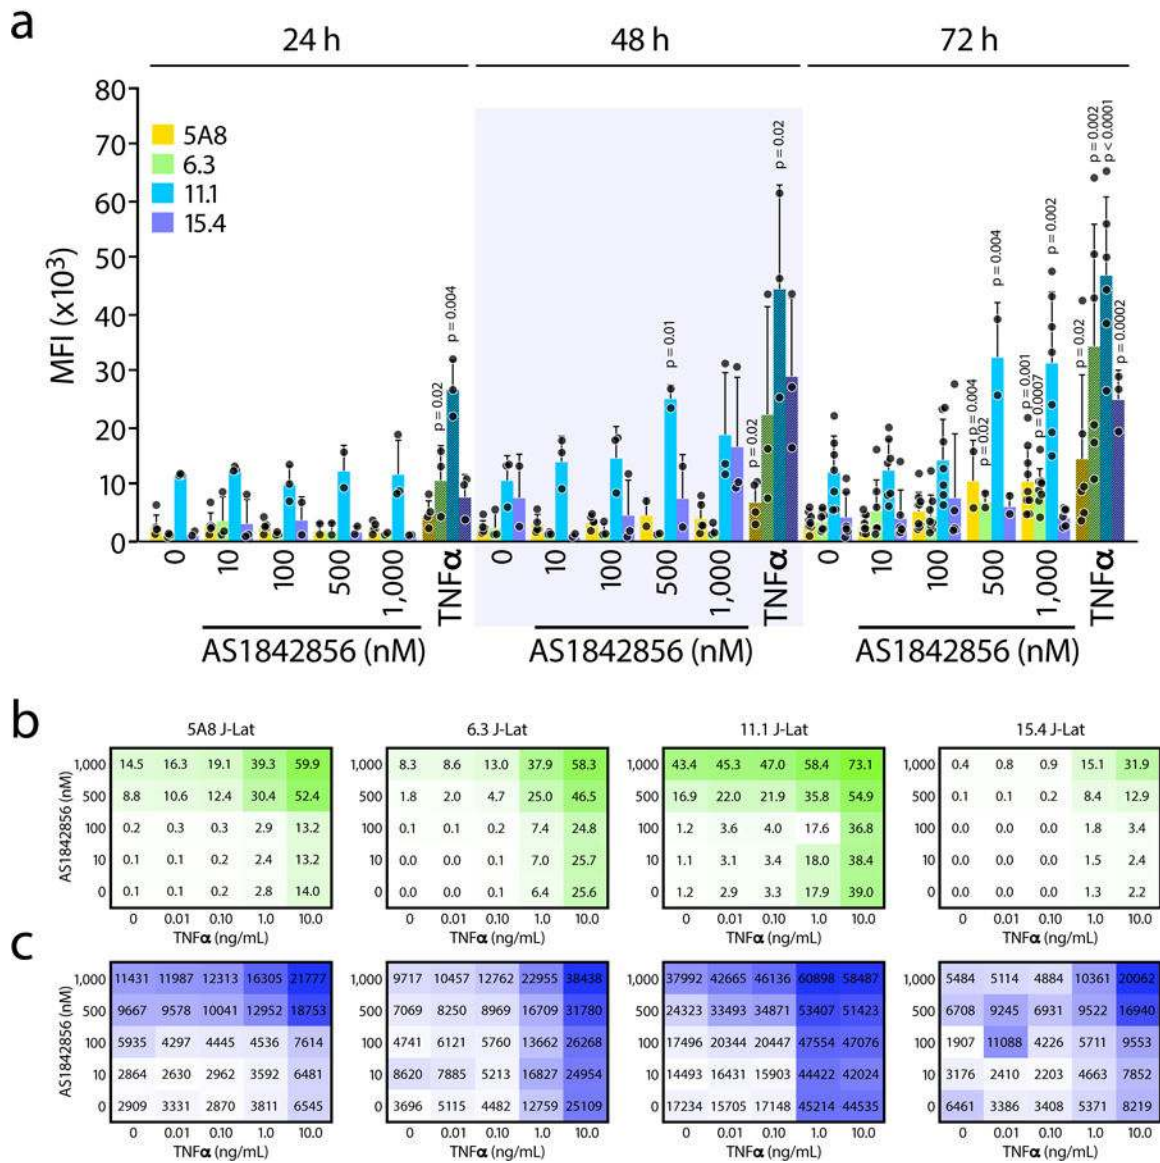 a
24 h 48 h 72 h
80
70
60
50
40
30
20
10
0
MFI (x10³)
5A8
6.3
11.1
15.4
p = 0.02
p = 0.004
p = 0.01
p = 0.02
p = 0.02
p = 0.004
p = 0.02
p = 0.004
p = 0.001
p = 0.0007
p = 0.002
p = 0.02
p = 0.002
p < 0.0001
p = 0.0002
0 10 100 500 1,000 TNFα 0 10 100 500 1,000 TNFα 0 10 100 500 1,000 TNFα
AS1842856 (nM) AS1842856 (nM) AS1842856 (nM)
b
5A8 J-Lat 6.3 J-Lat 11.1 J-Lat 15.4 J-Lat
AS1842856 (nM)
1,000 14.5 16.3 19.1 39.3 59.9 1,000 8.3 8.6 13.0 37.9 58.3 1,000 43.4 45.3 47.0 58.4 73.1 1,000 0.4 0.8 0.9 15.1 31.9
500 8.8 10.6 12.4 30.4 52.4 500 1.8 2.0 4.7 25.0 46.5 500 16.9 22.0 21.9 35.8 54.9 500 0.1 0.1 0.2 8.4 12.9
100 0.2 0.3 0.3 2.9 13.2 100 0.1 0.1 0.2 7.4 24.8 100 1.2 3.6 4.0 17.6 36.8 100 0.0 0.0 0.0 1.8 3.4
10 0.1 0.1 0.2 2.4 13.2 10 0.0 0.0 0.1 7.0 25.7 10 1.1 3.1 3.4 18.0 38.4 10 0.0 0.0 0.0 1.5 2.4
0 0.1 0.1 0.2 2.8 14.0 0 0.0 0.0 0.1 6.4 25.6 0 1.2 2.9 3.3 17.9 39.0 0 0.0 0.0 0.0 1.3 2.2
0 0.01 0.10 1.0 10.0 0 0.01 0.10 1.0 10.0 0 0.01 0.10 1.0 10.0 0 0.01 0.10 1.0 10.0
TNFα (ng/mL) TNFα (ng/mL) TNFα (ng/mL) TNFα (ng/mL)
c
AS1842856 (nM)
1,000 11431 11987 12313 16305 21777 1,000 9717 10457 12762 22955 38438 1,000 37992 42665 46136 60898 58487 1,000 5484 5114 4884 10361 20062
500 9667 9578 10041 12952 18753 500 7069 8250 8969 16709 31780 500 24323 33493 34871 53407 51423 500 6708 9245 6931 9522 16940
100 5935 4297 4445 4536 7614 100 4741 6121 5760 13662 26268 100 17496 20344 20447 47554 47076 100 1907 11088 4226 5711 9553
10 2864 2630 2962 3592 6481 10 8620 7885 5213 16827 24954 10 14493 16431 15903 44422 42024 10 3176 2410 2203 4663 7852
0 2909 3331 2870 3811 6545 0 3696 5115 4482 12759 25109 0 17234 15705 17148 45214 44535 0 6461 3386 3408 5371 8219
0 0.01 0.10 1.0 10.0 0 0.01 0.10 1.0 10.0 0 0.01 0.10 1.0 10.0 0 0.01 0.10 1.0 10.0
TNFα (ng/mL) TNFα (ng/mL) TNFα (ng/mL) TNFα (ng/mL)